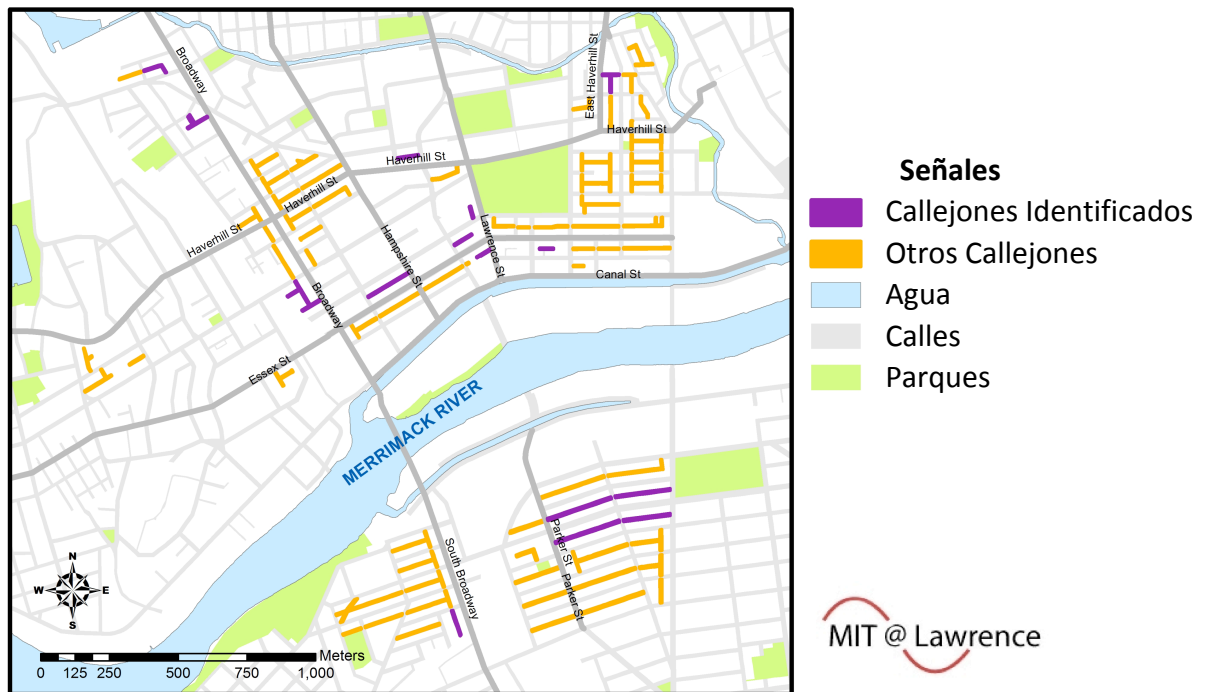 Broadway
East Haverhill St
Haverhill St
Haverhill St
Haverhill St
Haverhill St
Hampshire St
Lawrence St
Canal St
Broadway
Essex St
MERRIMACK RIVER
South Broadway
Parker St
Parker St
N
W E
S
Meters
0 125 250 500 750 1,000
Señales
Callejones Identificados
Otros Callejones
Agua
Calles
Parques
MIT @ Lawrence